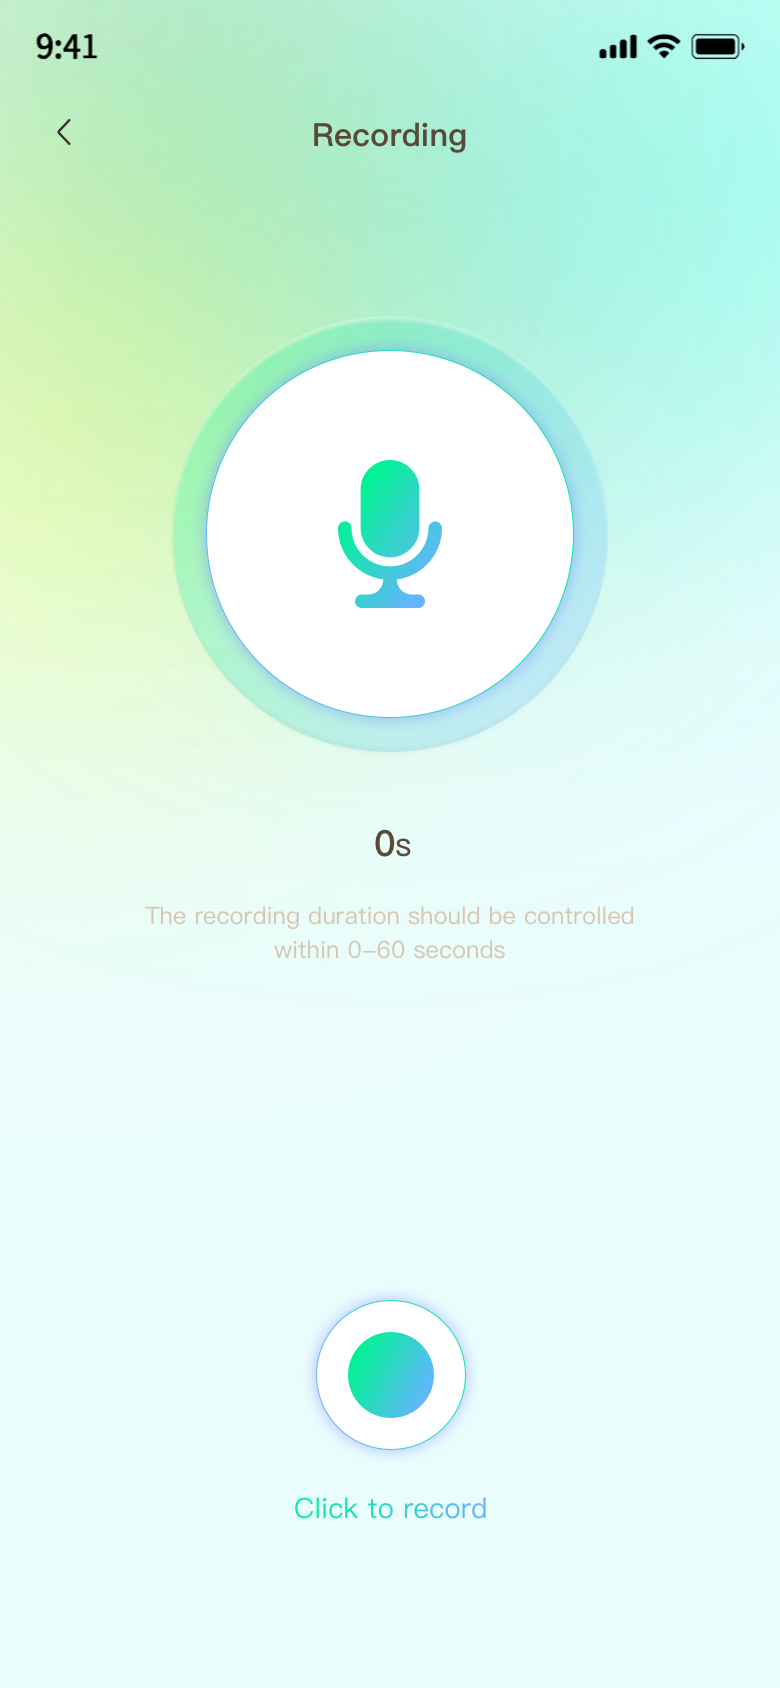 9:41
Recording
0s
The recording duration should be controlled
within 0–60 seconds
Click to record